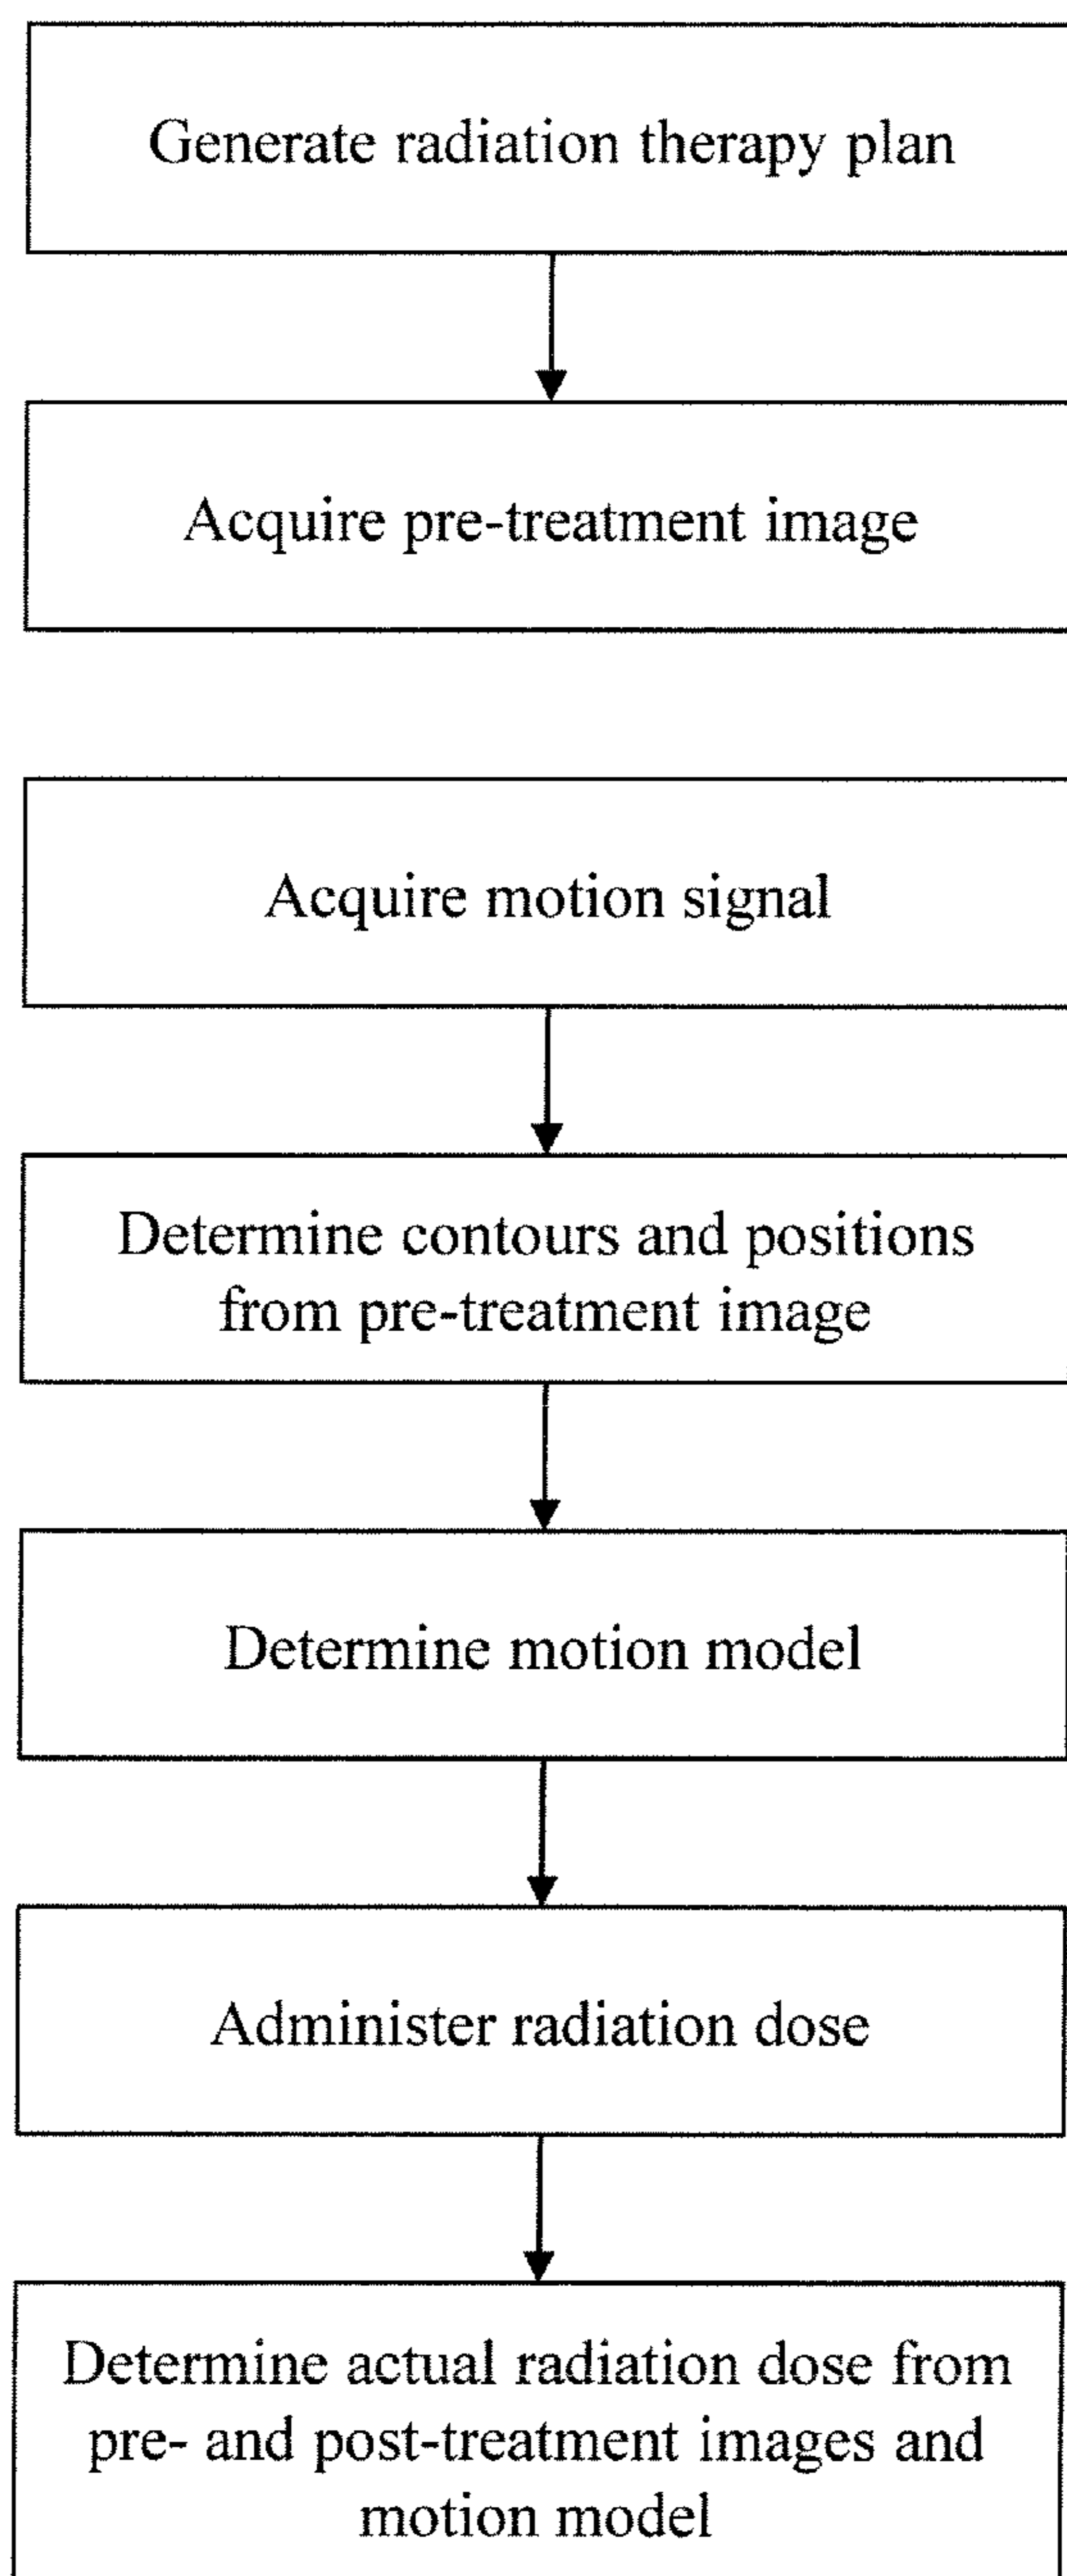 Generate radiation therapy plan
Acquire pre-treatment image
Acquire motion signal
Determine contours and positions
from pre-treatment image
Determine motion model
Administer radiation dose
Determine actual radiation dose from
pre- and post-treatment images and
motion model